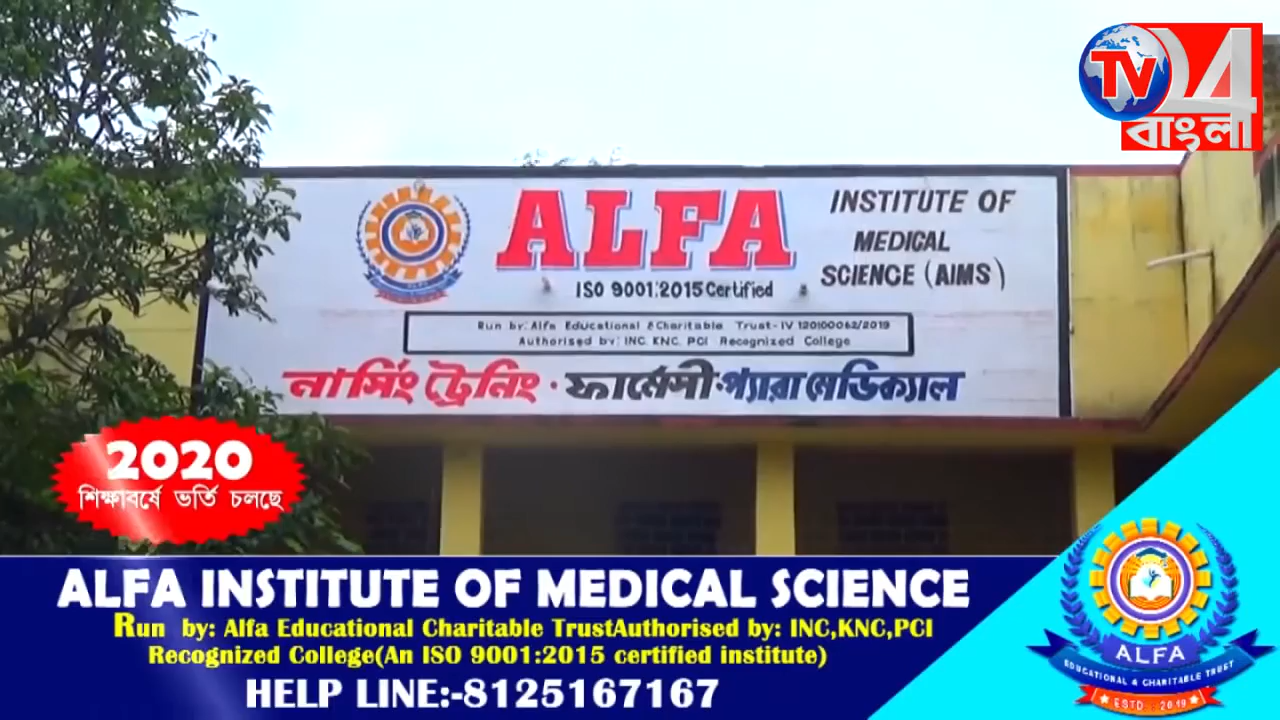 TV 24
বাংলা
ALFA
INSTITUTE OF
MEDICAL
SCIENCE (AIMS)
ISO 9001:2015 Certified
Run by: Alfa Educational & Charitable Trust - IV 120100062/2019
Authorised by: INC. KNC. PCI Recognized College
নার্সিং ট্রেনিং · ফার্মেসী · প্যারা মেডিক্যাল
2020
শিক্ষাবর্ষে ভর্তি চলছে
ALFA INSTITUTE OF MEDICAL SCIENCE
Run by: Alfa Educational Charitable TrustAuthorised by: INC,KNC,PCI
Recognized College(An ISO 9001:2015 certified institute)
HELP LINE:-8125167167
ALFA
EDUCATIONAL & CHARITABLE TRUST
ESTD - 2019